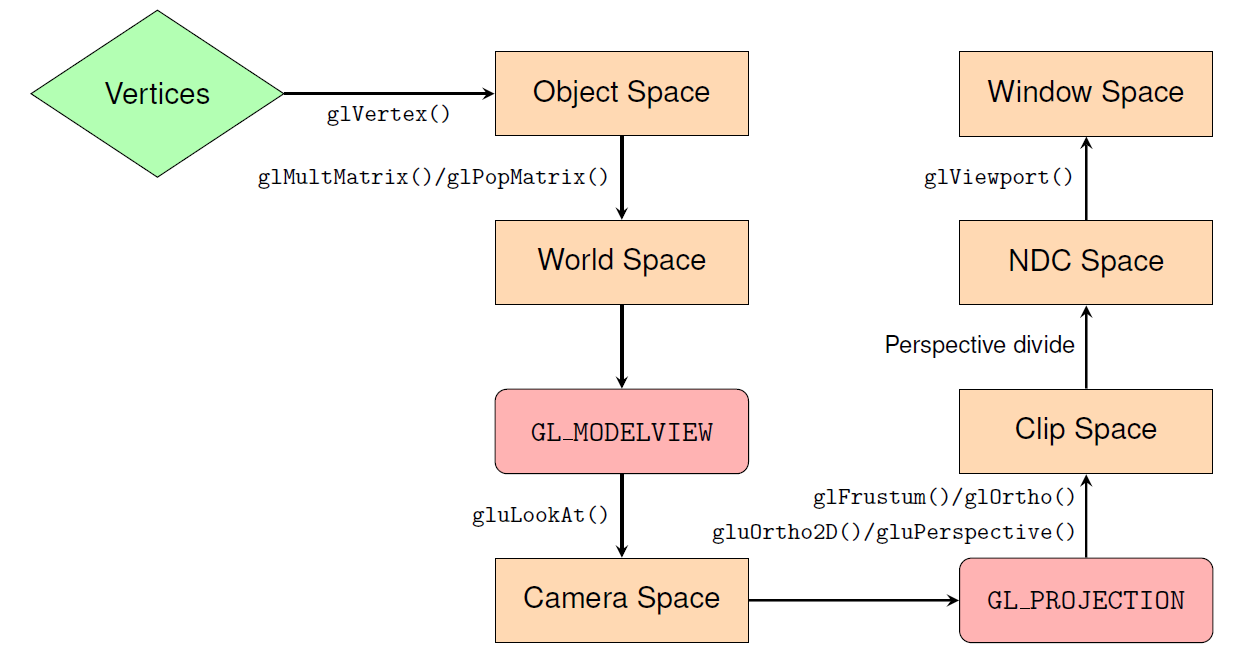 Vertices
glVertex()
Object Space
glMultMatrix()/glPopMatrix()
World Space
GL_MODELVIEW
gluLookAt()
Camera Space
GL_PROJECTION
glFrustum()/glOrtho()
gluOrtho2D()/gluPerspective()
Clip Space
Perspective divide
NDC Space
glViewport()
Window Space